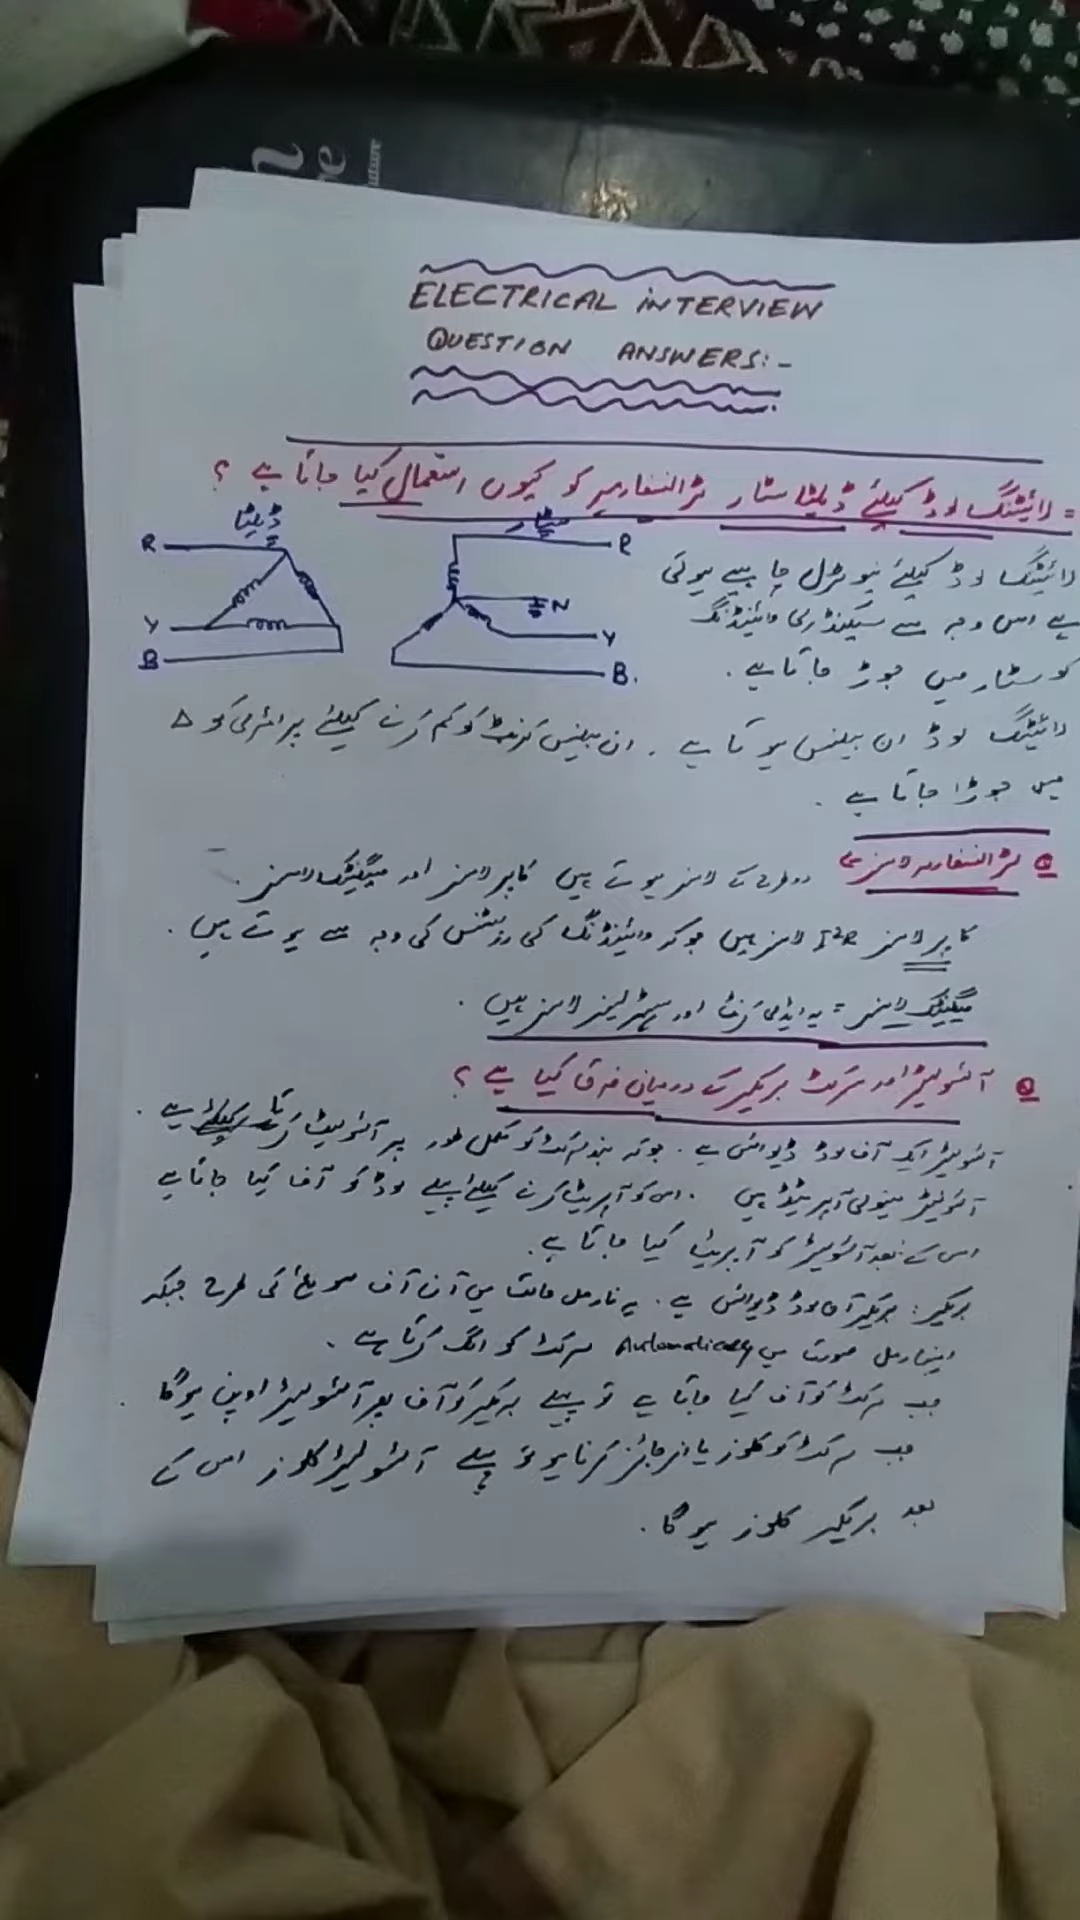 ELECTRICAL INTERVIEW
QUESTION ANSWERS:-
= لائیٹنگ لوڈ کیلئے ڈیلٹا سٹار ٹرانسفارمر کو کیوں استعمال کیا جاتا ہے ؟
ڈیلٹا
R
Y
B
سٹار
R
N
Y
B.
لائیٹنگ لوڈ کیلئے نیوٹرل چاہیے ہوتی
ہے اس وجہ سے سیکنڈری وائینڈنگ
کو سٹار میں جوڑ جاتا ہے .
لائیٹنگ لوڈ ان بیلنس ہوتا ہے . ان بیلنس کرنٹ کو کم کرنے کیلئے پرائمری کو Δ
میں جوڑا جاتا ہے .
Q ٹرانسفارمر لاسز دو طرح کے لاسز ہوتے ہیں کاپر لاسز اور میگنیٹک لاسز .
کاپر لاسز I²R لاسز ہیں جو کہ وائینڈنگ کی رزسٹنس کی وجہ سے ہوتے ہیں .
میگنیٹک لاسز = یہ ایڈی کرنٹ اور ہسٹریسز لاسز ہیں .
Q آئسولیٹر اور سرکٹ بریکر کے درمیان فرق کیا ہے ؟
آئسولیٹر ایک آف لوڈ ڈیوائس ہے . جو کہ سرکٹ کو مکمل طور پر آئسولیٹ کرتا ہے .
آئسولیٹر مینولی آپریٹڈ ہیں . اس کو آپریٹ کرنے کیلئے پہلے لوڈ کو آف کیا جاتا ہے
اس کے بعد آئسولیٹر کو آپریٹ کیا جاتا ہے .
بریکر : بریکر آن لوڈ ڈیوائس ہے . یہ نارمل حالت میں آن آف سوئچ کی طرح جبکہ
ابنارمل صورت میں Automatically سرکٹ کو الگ کرتا ہے .
جب سرکٹ کو آف کیا جاتا ہے تو پہلے بریکر کو آف پھر آئسولیٹر اوپن ہوگا .
جب سرکٹ کو کلوز یا انرجائز کرنا ہو تو پہلے آئسولیٹر کلوز اس کے
بعد بریکر کلوز ہوگا .